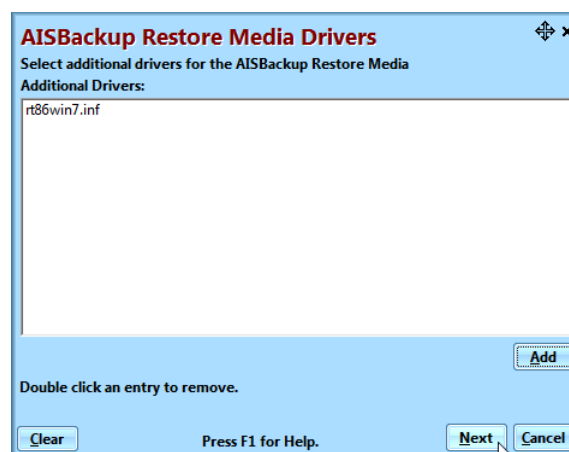 AISBackup Restore Media Drivers
Select additional drivers for the AISBackup Restore Media
Additional Drivers:
rt86win7.inf
Add
Double click an entry to remove.
Clear Press F1 for Help. Next Cancel